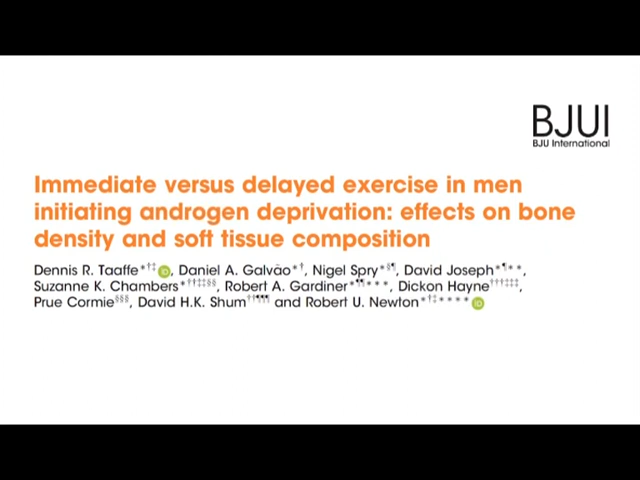 BJUI
BJU International
Immediate versus delayed exercise in men
initiating androgen deprivation: effects on bone
density and soft tissue composition
Dennis R. Taaffe*†‡ iD, Daniel A. Galvão*†, Nigel Spry*§¶, David Joseph*¶**,
Suzanne K. Chambers*††‡‡§§, Robert A. Gardiner*¶¶***, Dickon Hayne†††‡‡‡,
Prue Cormie§§§, David H.K. Shum††¶¶¶ and Robert U. Newton*†‡**** iD